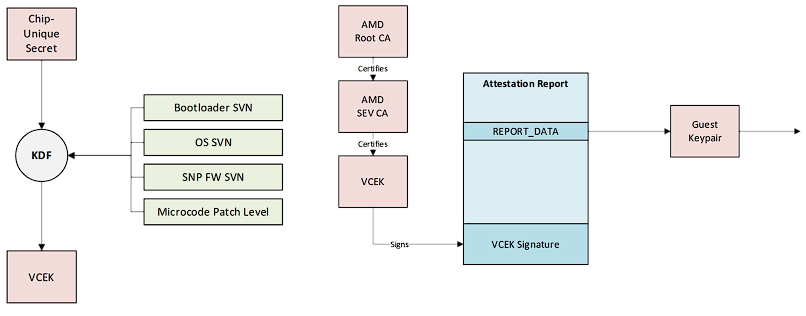 Chip-
Unique
Secret
KDF
VCEK
Bootloader SVN
OS SVN
SNP FW SVN
Microcode Patch Level
AMD
Root CA
Certifies
AMD
SEV CA
Certifies
VCEK
Signs
Attestation Report
REPORT_DATA
VCEK Signature
Guest
Keypair